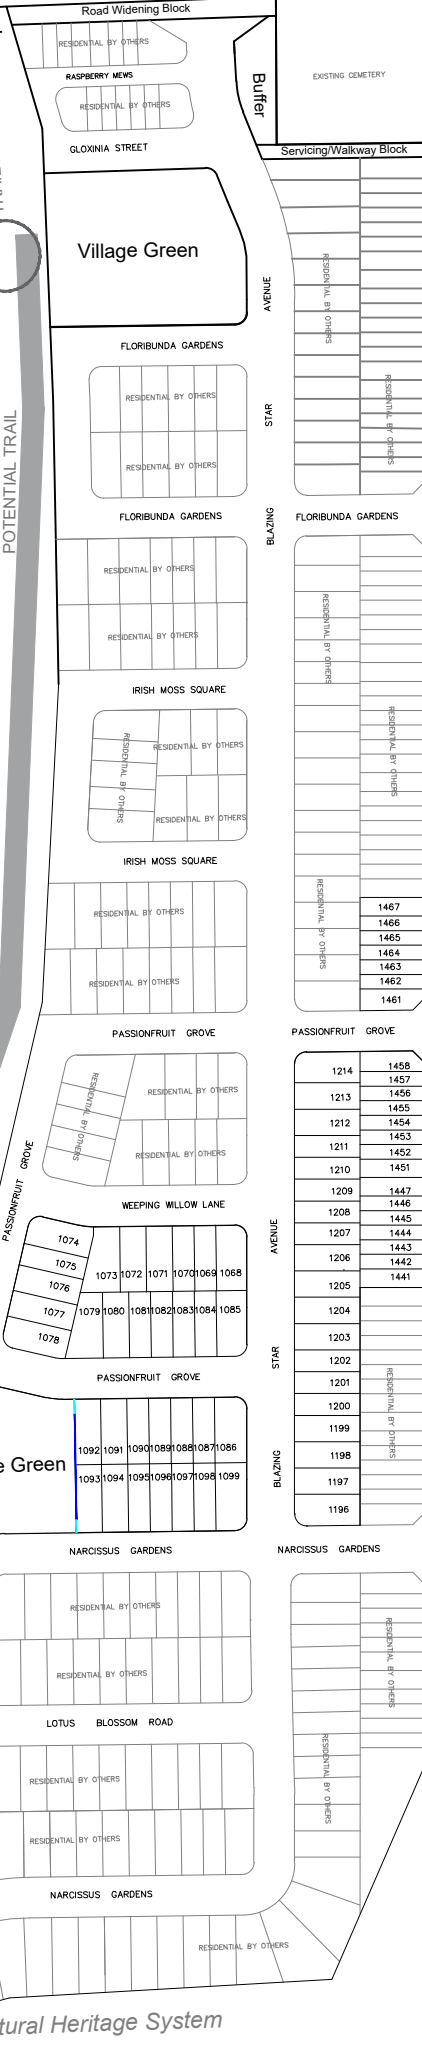 Road Widening Block
RESIDENTIAL BY OTHERS
RASPBERRY MEWS
EXISTING CEMETERY
Buffer
RESIDENTIAL BY OTHERS
GLOXINIA STREET
Servicing/Walkway Block
Village Green
RESIDENTIAL BY OTHERS
AVENUE
FLORIBUNDA GARDENS
RESIDENTIAL BY OTHERS
RESIDENTIAL BY OTHERS
STAR
POTENTIAL TRAIL
RESIDENTIAL BY OTHERS
FLORIBUNDA GARDENS
BLAZING
FLORIBUNDA GARDENS
RESIDENTIAL BY OTHERS
RESIDENTIAL BY OTHERS
RESIDENTIAL BY OTHERS
IRISH MOSS SQUARE
RESIDENTIAL BY OTHERS
RESIDENTIAL BY OTHERS
RESIDENTIAL BY OTHERS
RESIDENTIAL BY OTHERS
IRISH MOSS SQUARE
RESIDENTIAL BY OTHERS
RESIDENTIAL BY OTHERS
RESIDENTIAL BY OTHERS
1467
1466
1465
1464
1463
1462
1461
PASSIONFRUIT GROVE
PASSIONFRUIT GROVE
RESIDENTIAL BY OTHERS
RESIDENTIAL BY OTHERS
RESIDENTIAL BY OTHERS
1214
1213
1212
1211
1210
1209
1208
1207
1206
1205
1204
1203
1202
1201
1200
1199
1198
1197
1196
1458
1457
1456
1455
1454
1453
1452
1451
1447
1446
1445
1444
1443
1442
1441
RESIDENTIAL BY OTHERS
PASSIONFRUIT GROVE
WEEPING WILLOW LANE
AVENUE
1074
1075
1076
1077
1078
1073 1072 1071 1070 1069 1068
1079 1080 1081 1082 1083 1084 1085
STAR
PASSIONFRUIT GROVE
BLAZING
1092 1091 1090 1089 1088 1087 1086
e Green
1093 1094 1095 1096 1097 1098 1099
NARCISSUS GARDENS
NARCISSUS GARDENS
RESIDENTIAL BY OTHERS
RESIDENTIAL BY OTHERS
RESIDENTIAL BY OTHERS
LOTUS BLOSSOM ROAD
RESIDENTIAL BY OTHERS
RESIDENTIAL BY OTHERS
RESIDENTIAL BY OTHERS
NARCISSUS GARDENS
RESIDENTIAL BY OTHERS
tural Heritage System